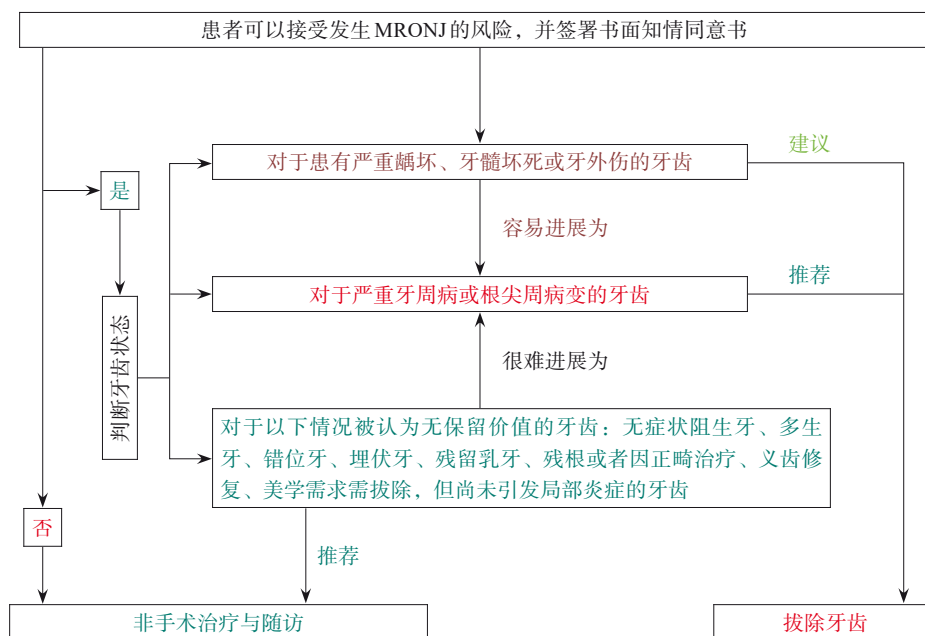 患者可以接受发生MRONJ的风险，并签署书面知情同意书
建议
对于患有严重龋坏、牙髓坏死或牙外伤的牙齿
是
容易进展为
推荐
对于严重牙周病或根尖周病变的牙齿
判断牙齿状态
很难进展为
对于以下情况被认为无保留价值的牙齿：无症状阻生牙、多生
牙、错位牙、埋伏牙、残留乳牙、残根或者因正畸治疗、义齿修
复、美学需求需拔除，但尚未引发局部炎症的牙齿
否
推荐
非手术治疗与随访
拔除牙齿